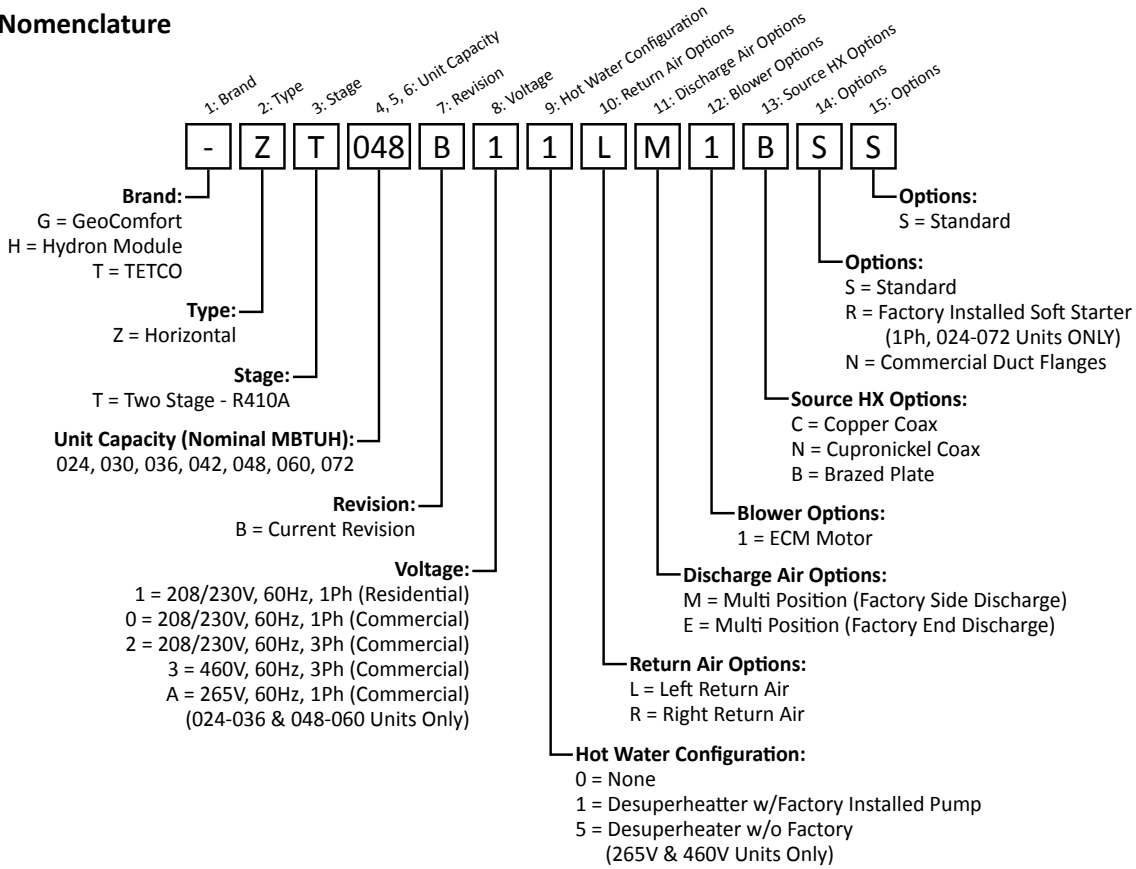 Nomenclature
1: Brand
2: Type
3: Stage
4, 5, 6: Unit Capacity
7: Revision
8: Voltage
9: Hot Water Configuration
10: Return Air Options
11: Discharge Air Options
12: Blower Options
13: Source HX Options
14: Options
15: Options
- Z T 048 B 1 1 L M 1 B S S
Brand:
G = GeoComfort
H = Hydron Module
T = TETCO
Type:
Z = Horizontal
Stage:
T = Two Stage - R410A
Unit Capacity (Nominal MBTUH):
024, 030, 036, 042, 048, 060, 072
Revision:
B = Current Revision
Voltage:
1 = 208/230V, 60Hz, 1Ph (Residential)
0 = 208/230V, 60Hz, 1Ph (Commercial)
2 = 208/230V, 60Hz, 3Ph (Commercial)
3 = 460V, 60Hz, 3Ph (Commercial)
A = 265V, 60Hz, 1Ph (Commercial)
(024-036 & 048-060 Units Only)
Options:
S = Standard
Options:
S = Standard
R = Factory Installed Soft Starter
(1Ph, 024-072 Units ONLY)
N = Commercial Duct Flanges
Source HX Options:
C = Copper Coax
N = Cupronickel Coax
B = Brazed Plate
Blower Options:
1 = ECM Motor
Discharge Air Options:
M = Multi Position (Factory Side Discharge)
E = Multi Position (Factory End Discharge)
Return Air Options:
L = Left Return Air
R = Right Return Air
Hot Water Configuration:
0 = None
1 = Desuperheatter w/Factory Installed Pump
5 = Desuperheater w/o Factory
(265V & 460V Units Only)